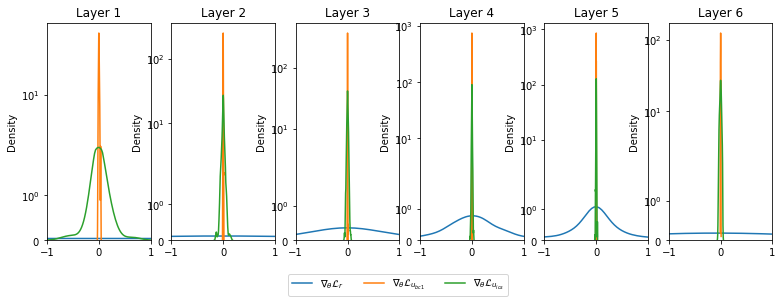 Layer 1 Layer 2 Layer 3 Layer 4 Layer 5 Layer 6
Density Density Density Density Density Density
10¹ 10⁰ 0
10² 10¹ 10⁰ 0
10² 10¹ 10⁰ 0
10³ 10² 10¹ 10⁰ 0
10³ 10² 10¹ 10⁰ 0
10² 10¹ 10⁰ 0
−1 0 1 −1 0 1 −1 0 1 −1 0 1 −1 0 1 −1 0 1
∇θℒr ∇θℒu_bc1 ∇θℒu_ics